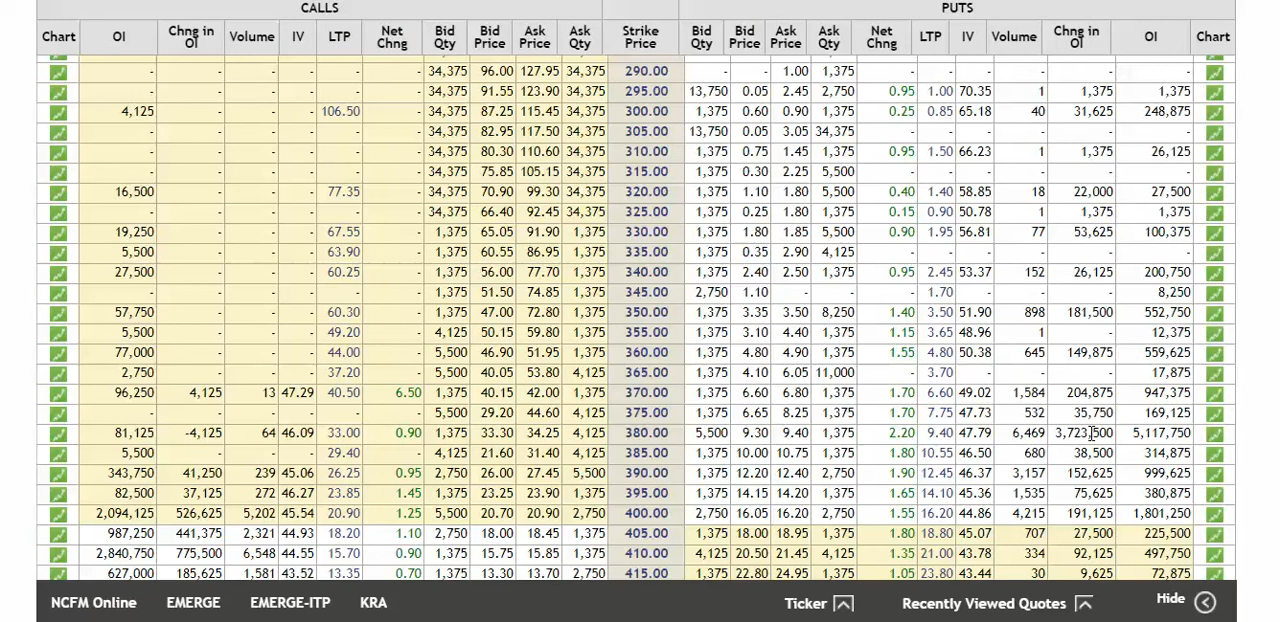 CALLS PUTS
Chart OI Chng in OI Volume IV LTP Net Chng Bid Qty Bid Price Ask Price Ask Qty Strike Price Bid Qty Bid Price Ask Price Ask Qty Net Chng LTP IV Volume Chng in OI OI Chart
- - - - - - 34,375 96.00 127.95 34,375 290.00 - - 1.00 1,375 - - - - - -
- - - - - - 34,375 91.55 123.90 34,375 295.00 13,750 0.05 2.45 2,750 0.95 1.00 70.35 1 1,375 1,375
4,125 - - - 106.50 - 34,375 87.25 115.45 34,375 300.00 1,375 0.60 0.90 1,375 0.25 0.85 65.18 40 31,625 248,875
- - - - - - 34,375 82.95 117.50 34,375 305.00 13,750 0.05 3.05 34,375 - - - - - -
- - - - - - 34,375 80.30 110.60 34,375 310.00 1,375 0.75 1.45 1,375 0.95 1.50 66.23 1 1,375 26,125
- - - - - - 34,375 75.85 105.15 34,375 315.00 1,375 0.30 2.25 5,500 - - - - - -
16,500 - - - 77.35 - 34,375 70.90 99.30 34,375 320.00 1,375 1.10 1.80 5,500 0.40 1.40 58.85 18 22,000 27,500
- - - - - - 34,375 66.40 92.45 34,375 325.00 1,375 0.25 1.80 1,375 0.15 0.90 50.78 1 1,375 1,375
19,250 - - - 67.55 - 1,375 65.05 91.90 1,375 330.00 1,375 1.80 1.85 5,500 0.90 1.95 56.81 77 53,625 100,375
5,500 - - - 63.90 - 1,375 60.55 86.95 1,375 335.00 1,375 0.35 2.90 4,125 - - - - - -
27,500 - - - 60.25 - 1,375 56.00 77.70 1,375 340.00 1,375 2.40 2.50 1,375 0.95 2.45 53.37 152 26,125 200,750
- - - - - - 1,375 51.50 74.85 1,375 345.00 2,750 1.10 - - - 1.70 - - - 8,250
57,750 - - - 60.30 - 1,375 47.00 72.80 1,375 350.00 1,375 3.35 3.50 8,250 1.40 3.50 51.90 898 181,500 552,750
5,500 - - - 49.20 - 4,125 50.15 59.80 1,375 355.00 1,375 3.10 4.40 1,375 1.15 3.65 48.96 1 - 12,375
77,000 - - - 44.00 - 5,500 46.90 51.95 1,375 360.00 1,375 4.80 4.90 1,375 1.55 4.80 50.38 645 149,875 559,625
2,750 - - - 37.20 - 5,500 40.05 53.80 4,125 365.00 1,375 4.10 6.05 11,000 - 3.70 - - - 17,875
96,250 4,125 13 47.29 40.50 6.50 1,375 40.15 42.00 1,375 370.00 1,375 6.60 6.80 1,375 1.70 6.60 49.02 1,584 204,875 947,375
- - - - - - 5,500 29.20 44.60 4,125 375.00 1,375 6.65 8.25 1,375 1.70 7.75 47.73 532 35,750 169,125
81,125 -4,125 64 46.09 33.00 0.90 1,375 33.30 34.25 4,125 380.00 5,500 9.30 9.40 1,375 2.20 9.40 47.79 6,469 3,723,500 5,117,750
5,500 - - - 29.40 - 4,125 21.60 31.40 4,125 385.00 1,375 10.00 10.75 1,375 1.80 10.55 46.50 680 38,500 314,875
343,750 41,250 239 45.06 26.25 0.95 2,750 26.00 27.45 5,500 390.00 1,375 12.20 12.40 2,750 1.90 12.45 46.37 3,157 152,625 999,625
82,500 37,125 272 46.27 23.85 1.45 1,375 23.25 23.90 1,375 395.00 1,375 14.15 14.20 1,375 1.65 14.10 45.36 1,535 75,625 380,875
2,094,125 526,625 5,202 45.54 20.90 1.25 5,500 20.70 20.90 2,750 400.00 2,750 16.05 16.20 2,750 1.55 16.20 44.86 4,215 191,125 1,801,250
987,250 441,375 2,321 44.93 18.20 1.10 2,750 18.00 18.45 1,375 405.00 1,375 18.00 18.95 1,375 1.80 18.80 45.07 707 27,500 225,500
2,840,750 775,500 6,548 44.55 15.70 0.90 1,375 15.75 15.85 1,375 410.00 4,125 20.50 21.45 4,125 1.35 21.00 43.78 334 92,125 497,750
627,000 185,625 1,581 43.52 13.35 0.70 1,375 13.30 13.70 2,750 415.00 1,375 22.80 24.95 1,375 1.05 23.80 43.44 30 9,625 72,875
NCFM Online EMERGE EMERGE-ITP KRA Ticker Recently Viewed Quotes Hide